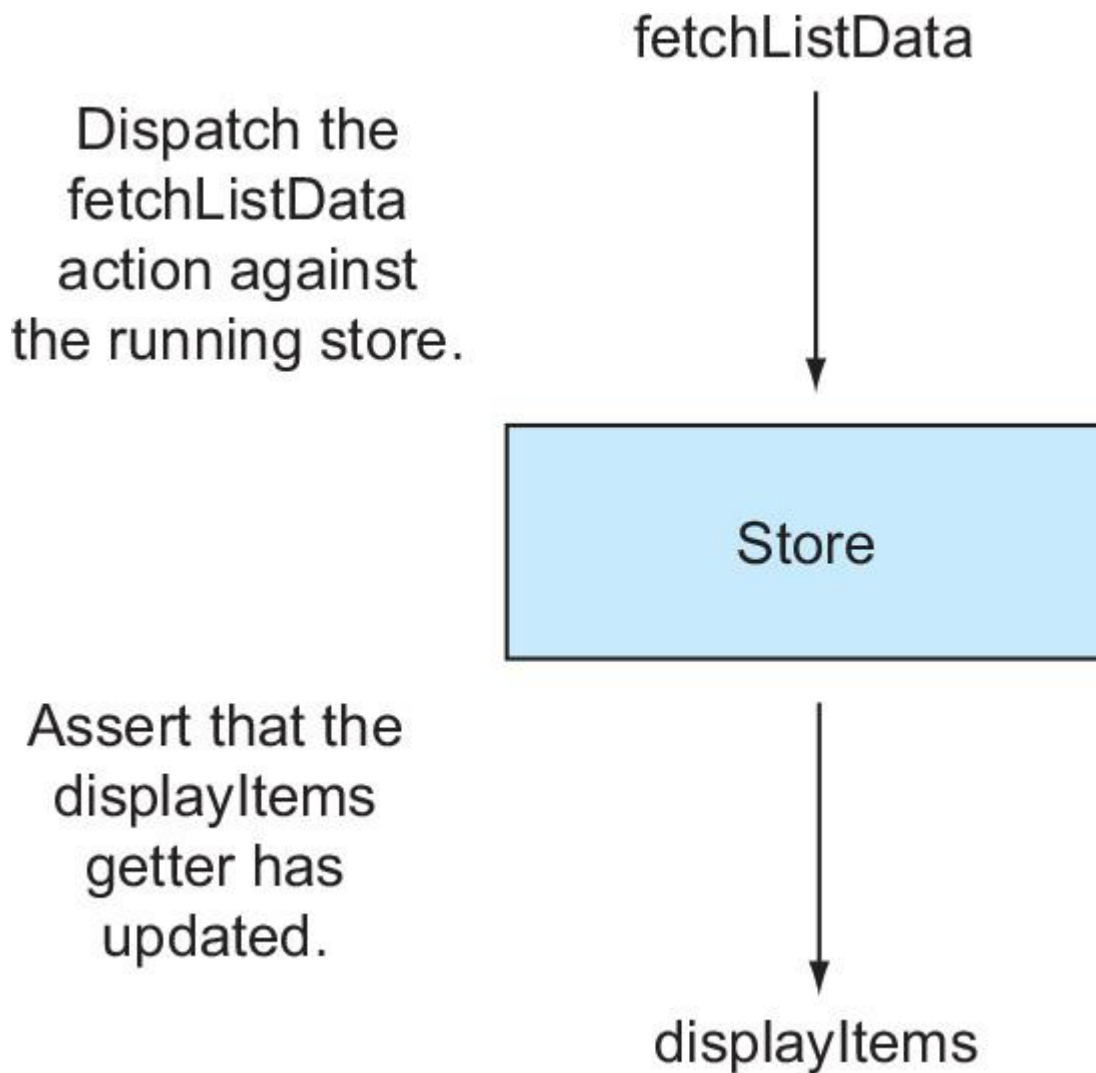 fetchListData
Dispatch the
fetchListData
action against
the running store.
Store
Assert that the
displayItems
getter has
updated.
displayItems